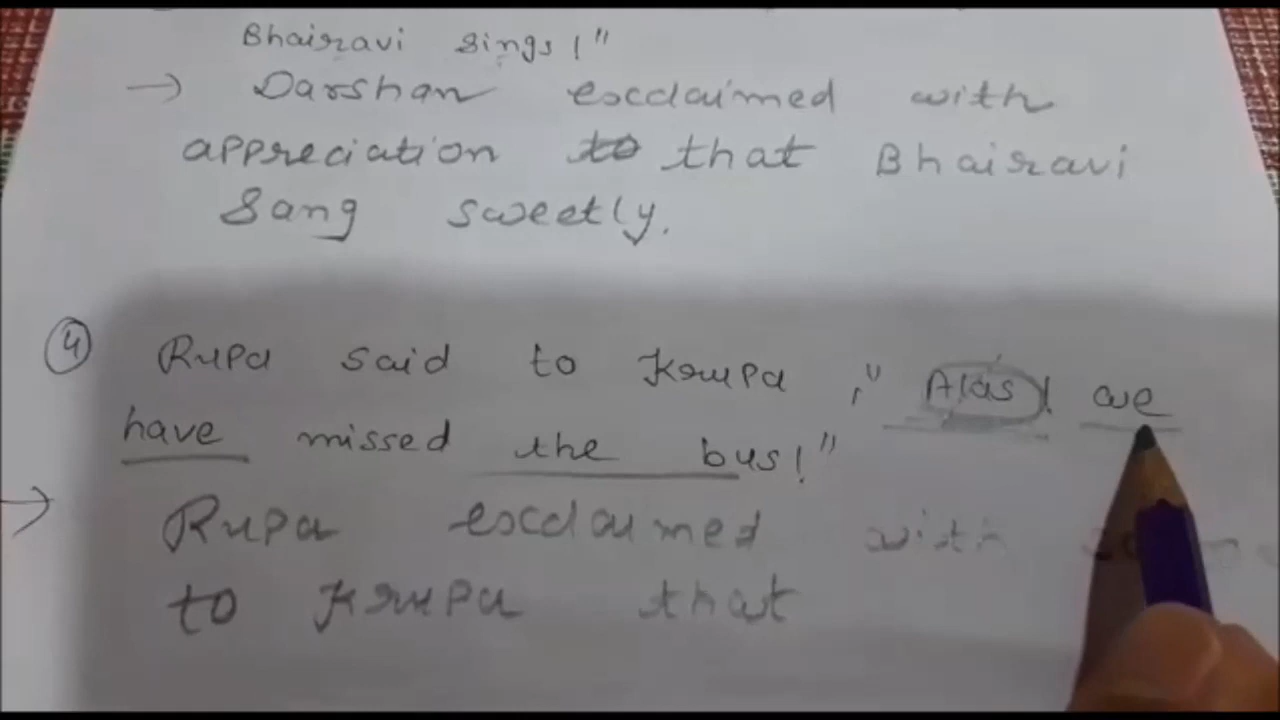 Bhairavi sings!"
→ Darshan exclaimed with
appreciation to that Bhairavi
Sang sweetly.
④ Rupa said to Krupa ," Alas! we
have missed the bus!"
→ Rupa exclaimed with
to Krupa that